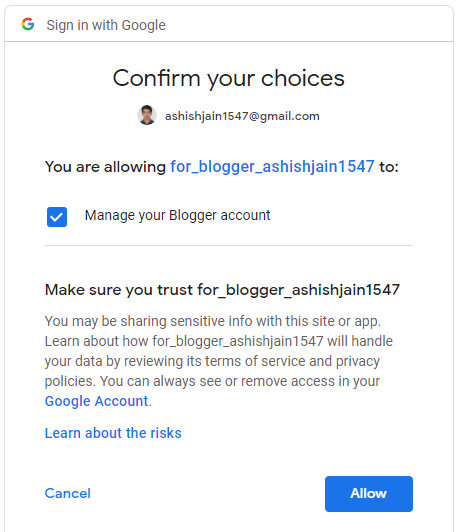 Sign in with Google
Confirm your choices
ashishjain1547@gmail.com
You are allowing for_blogger_ashishjain1547 to:
Manage your Blogger account
Make sure you trust for_blogger_ashishjain1547
You may be sharing sensitive info with this site or app.
Learn about how for_blogger_ashishjain1547 will handle
your data by reviewing its terms of service and privacy
policies. You can always see or remove access in your
Google Account.
Learn about the risks
Cancel Allow